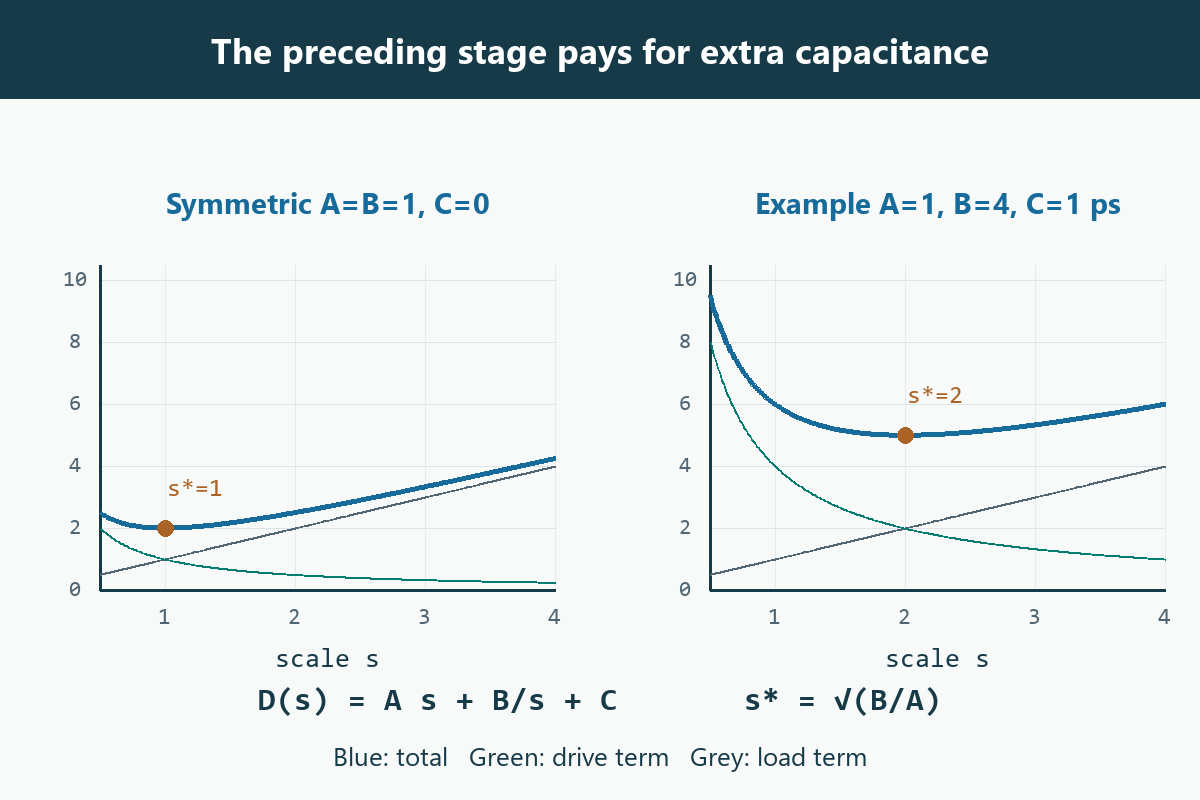 The preceding stage pays for extra capacitance
Symmetric A=B=1, C=0
10
8
6
4
2
0
s*=1
1 2 3 4
scale s
Example A=1, B=4, C=1 ps
10
8
6
4
2
0
s*=2
1 2 3 4
scale s
D(s) = A s + B/s + C
s* = √(B/A)
Blue: total Green: drive term Grey: load term